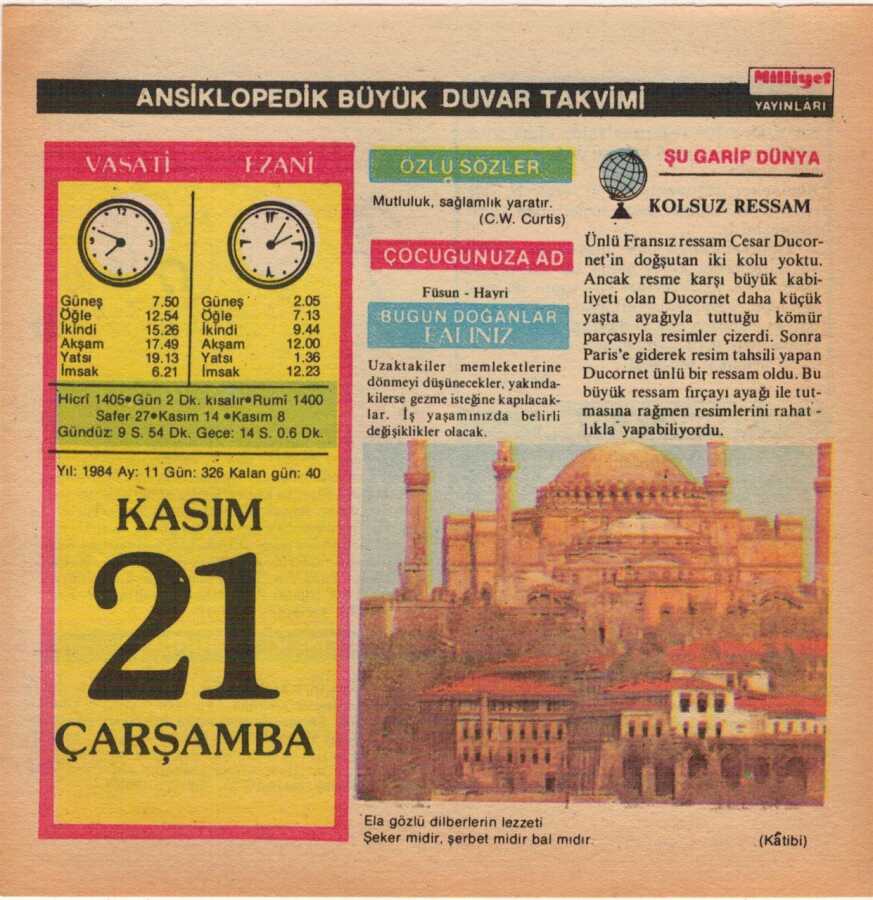 Milliyet
YAYINLARI
ANSİKLOPEDİK BÜYÜK DUVAR TAKVİMİ
VASATİ EZANİ
Güneş 7.50 Güneş 2.05
Öğle 12.54 Öğle 7.13
İkindi 15.26 İkindi 9.44
Akşam 17.49 Akşam 12.00
Yatsı 19.13 Yatsı 1.36
İmsak 6.21 İmsak 12.23
Hicrî 1405•Gün 2 Dk. kısalır•Rumî 1400
Safer 27•Kasım 14 •Kasım 8
Gündüz: 9 S. 54 Dk. Gece: 14 S. 0.6 Dk.
Yıl: 1984 Ay: 11 Gün: 326 Kalan gün: 40
KASIM
21
ÇARŞAMBA
ÖZLÜ SÖZLER
Mutluluk, sağlamlık yaratır.
(C.W. Curtis)
ÇOCUGUNUZA AD
Füsun - Hayri
BUGÜN DOĞANLAR
FALINIZ
Uzaktakiler memleketlerine
dönmeyi düşünecekler, yakında-
kilerse gezme isteğine kapılacak-
lar. İş yaşamınızda belirli
değişiklikler olacak.
ŞU GARİP DÜNYA
KOLSUZ RESSAM
Ünlü Fransız ressam Cesar Ducor-
net'in doğşutan iki kolu yoktu.
Ancak resme karşı büyük kabi-
liyeti olan Ducornet daha küçük
yaşta ayağıyla tuttuğu kömür
parçasıyla resimler çizerdi. Sonra
Paris'e giderek resim tahsili yapan
Ducornet ünlü bir ressam oldu. Bu
büyük ressam fırçayı ayağı ile tut-
masına rağmen resimlerini rahat -
lıkla yapabiliyordu.
Ela gözlü dilberlerin lezzeti
Şeker midir, şerbet midir bal mıdır.
(Kâtibi)